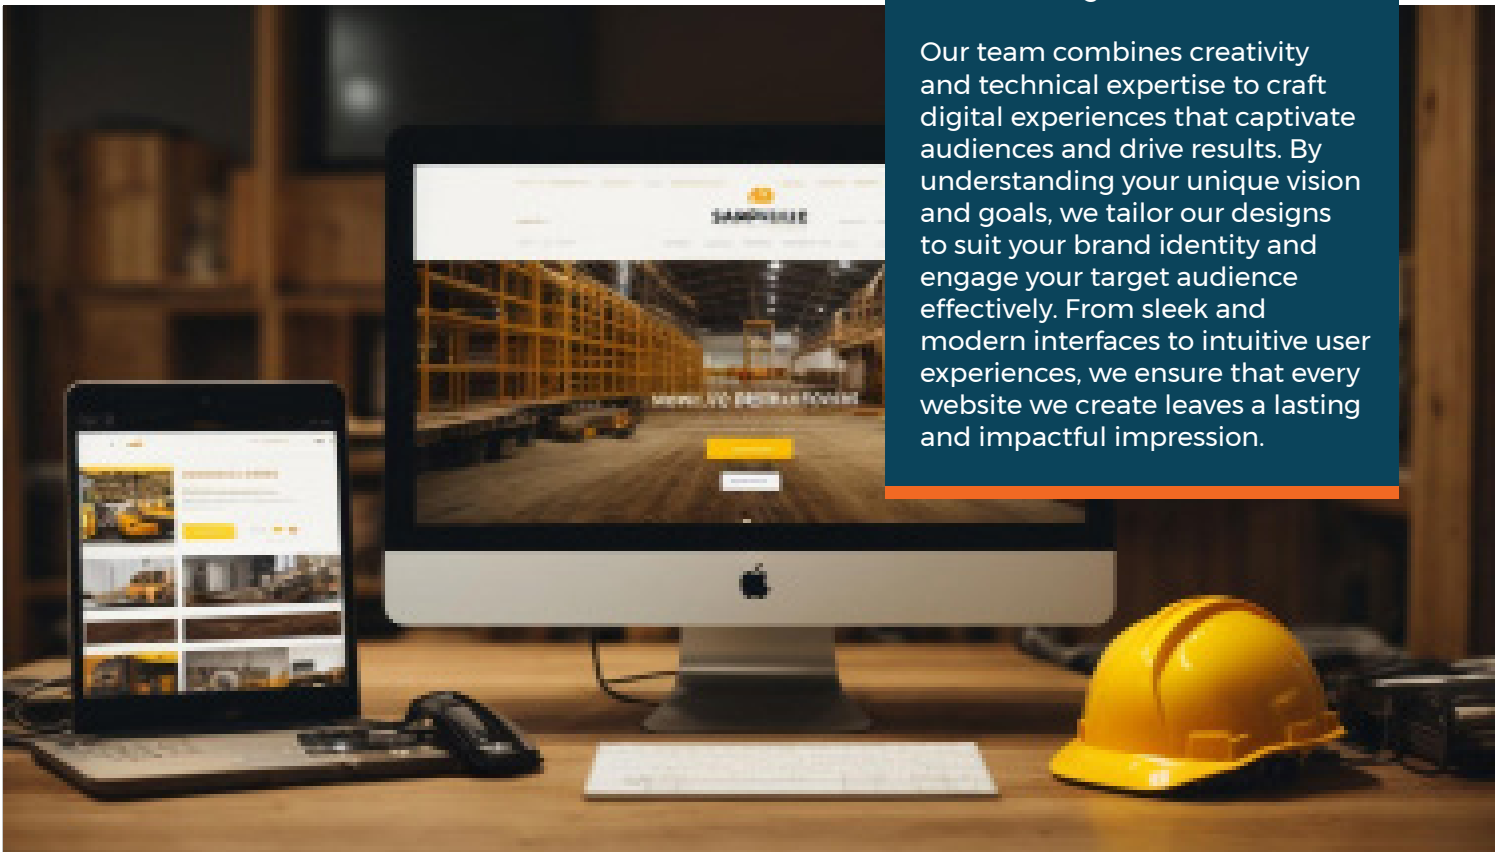 Our team combines creativity
and technical expertise to craft
digital experiences that captivate
audiences and drive results. By
understanding your unique vision
and goals, we tailor our designs
to suit your brand identity and
engage your target audience
effectively. From sleek and
modern interfaces to intuitive user
experiences, we ensure that every
website we create leaves a lasting
and impactful impression.